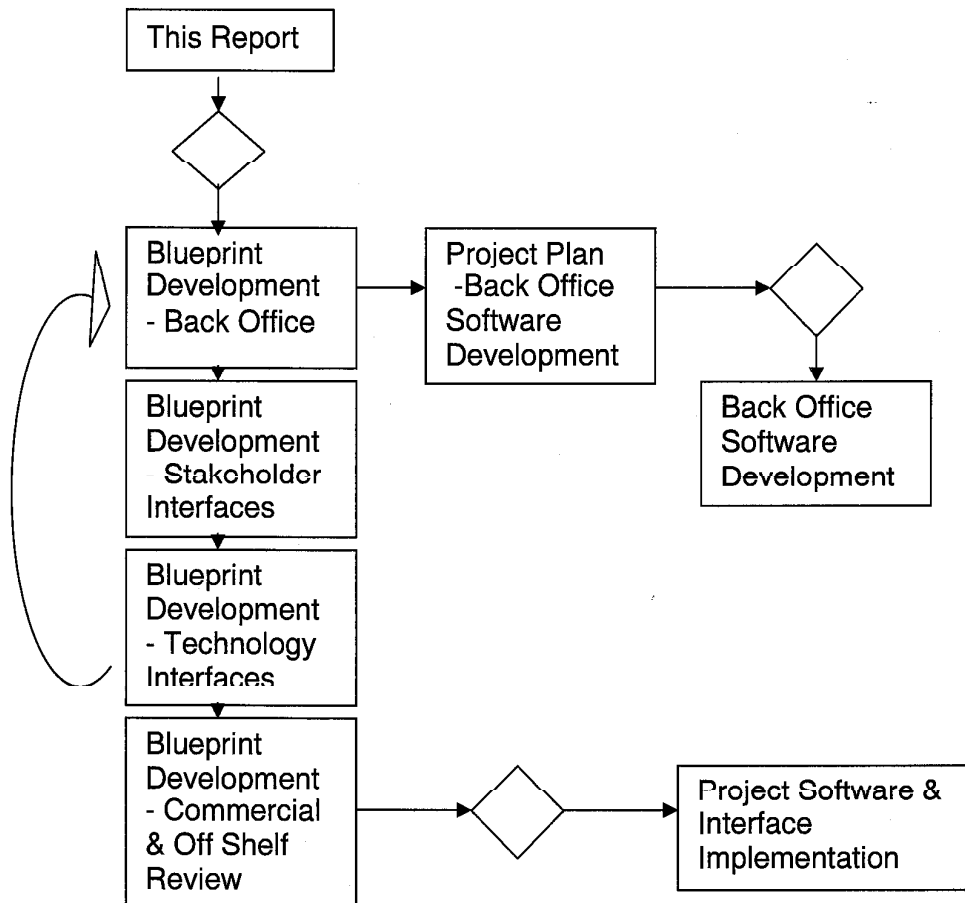 This Report
Blueprint
Development
- Back Office
Project Plan
-Back Office
Software
Development
Back Office
Software
Development
Blueprint
Development
- Stakeholder
Interfaces
Blueprint
Development
- Technology
Interfaces
Blueprint
Development
- Commercial
& Off Shelf
Review
Project Software &
Interface
Implementation